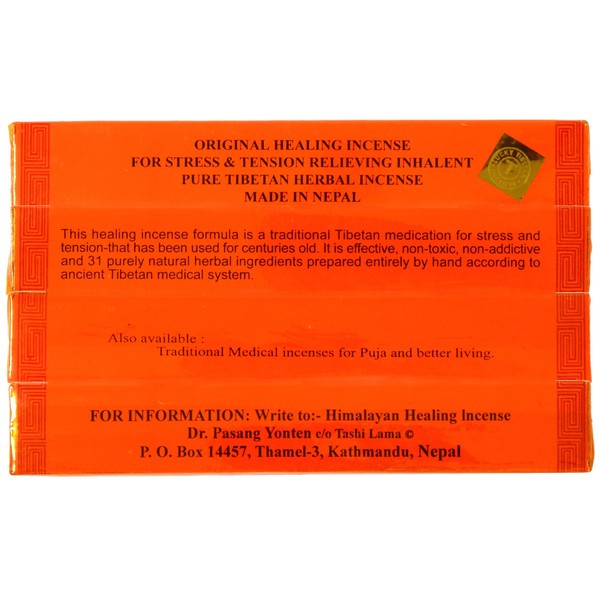 ORIGINAL HEALING INCENSE
FOR STRESS & TENSION RELIEVING INHALENT
PURE TIBETAN HERBAL INCENSE
MADE IN NEPAL
This healing incense formula is a traditional Tibetan medication for stress and
tension-that has been used for centuries old. It is effective, non-toxic, non-addictive
and 31 purely natural herbal ingredients prepared entirely by hand according to
ancient Tibetan medical system.
Also available :
Traditional Medical incenses for Puja and better living.
FOR INFORMATION: Write to:- Himalayan Healing Incense
Dr. Pasang Yonten c/o Tashi Lama ©
P. O. Box 14457, Thamel-3, Kathmandu, Nepal